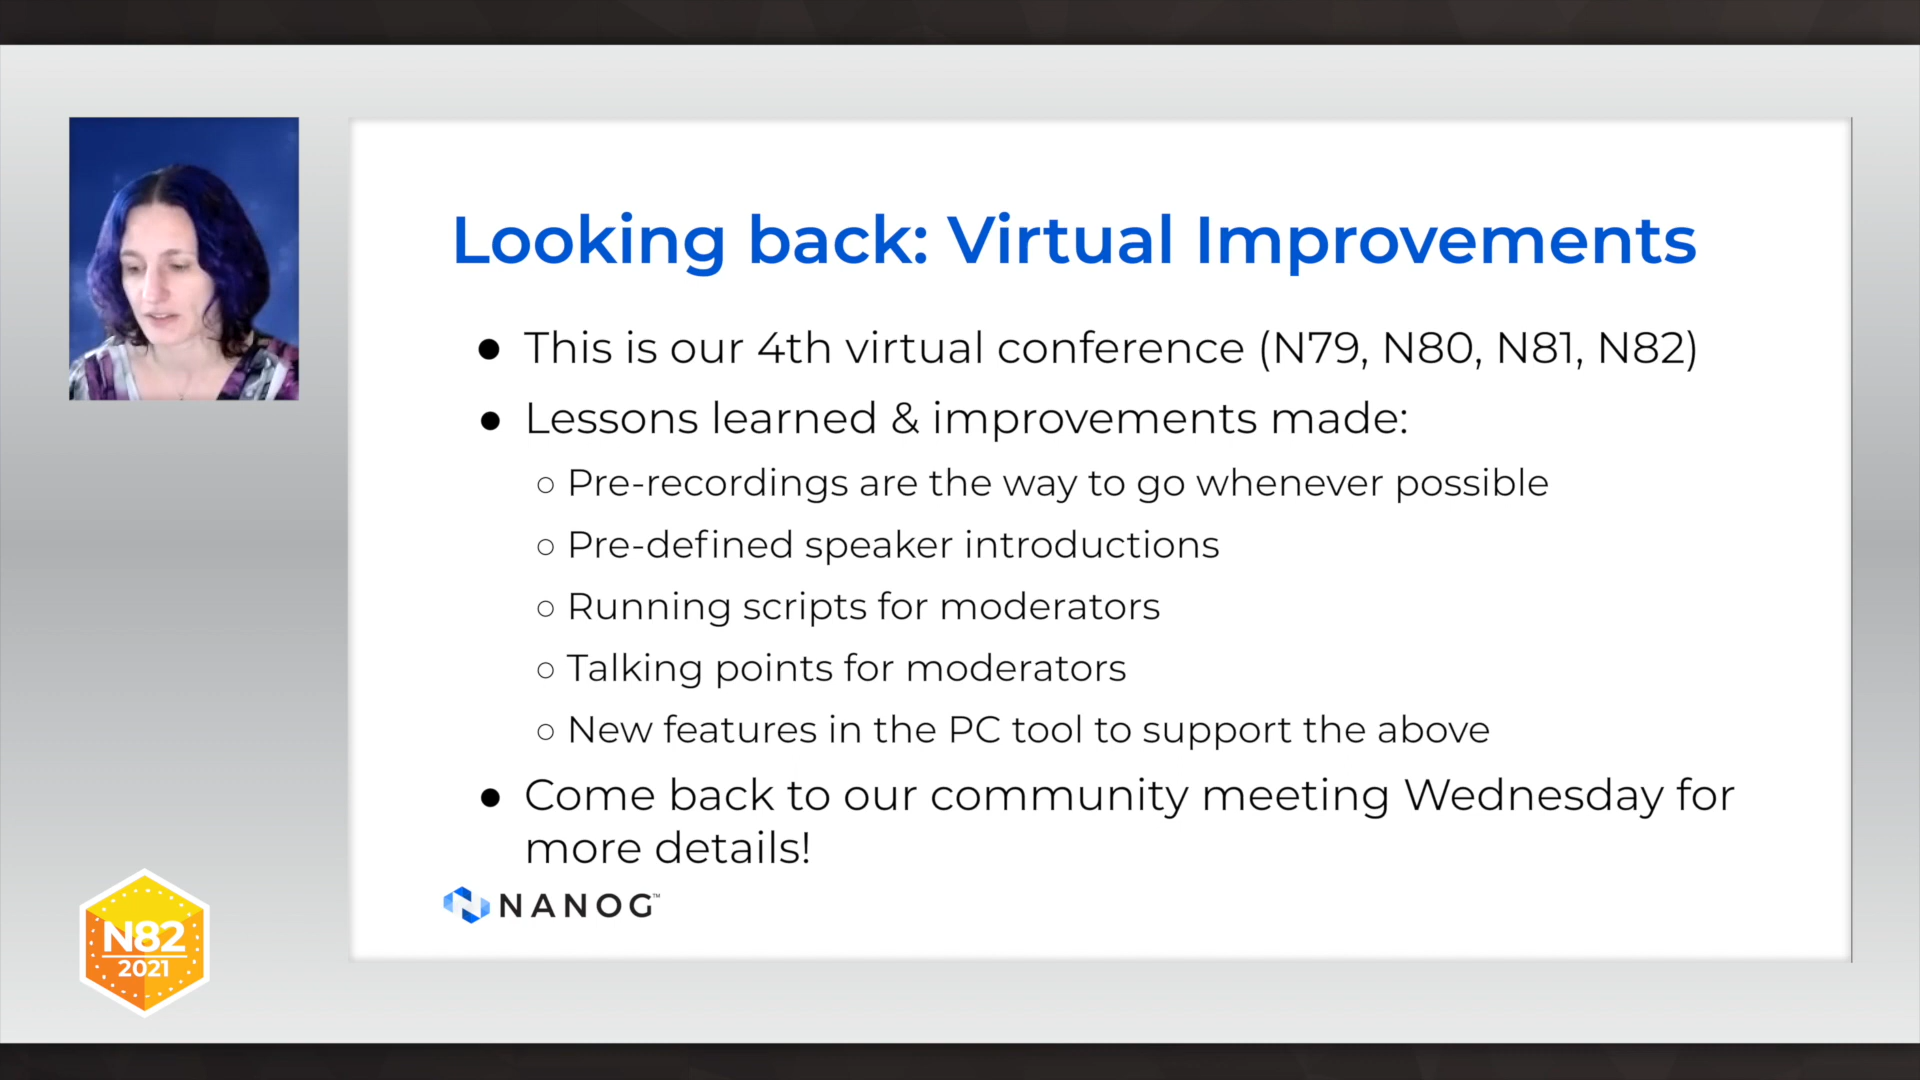 Looking back: Virtual Improvements
● This is our 4th virtual conference (N79, N80, N81, N82)
● Lessons learned & improvements made:
○ Pre-recordings are the way to go whenever possible
○ Pre-defined speaker introductions
○ Running scripts for moderators
○ Talking points for moderators
○ New features in the PC tool to support the above
● Come back to our community meeting Wednesday for
more details!
NANOG™
N82
2021